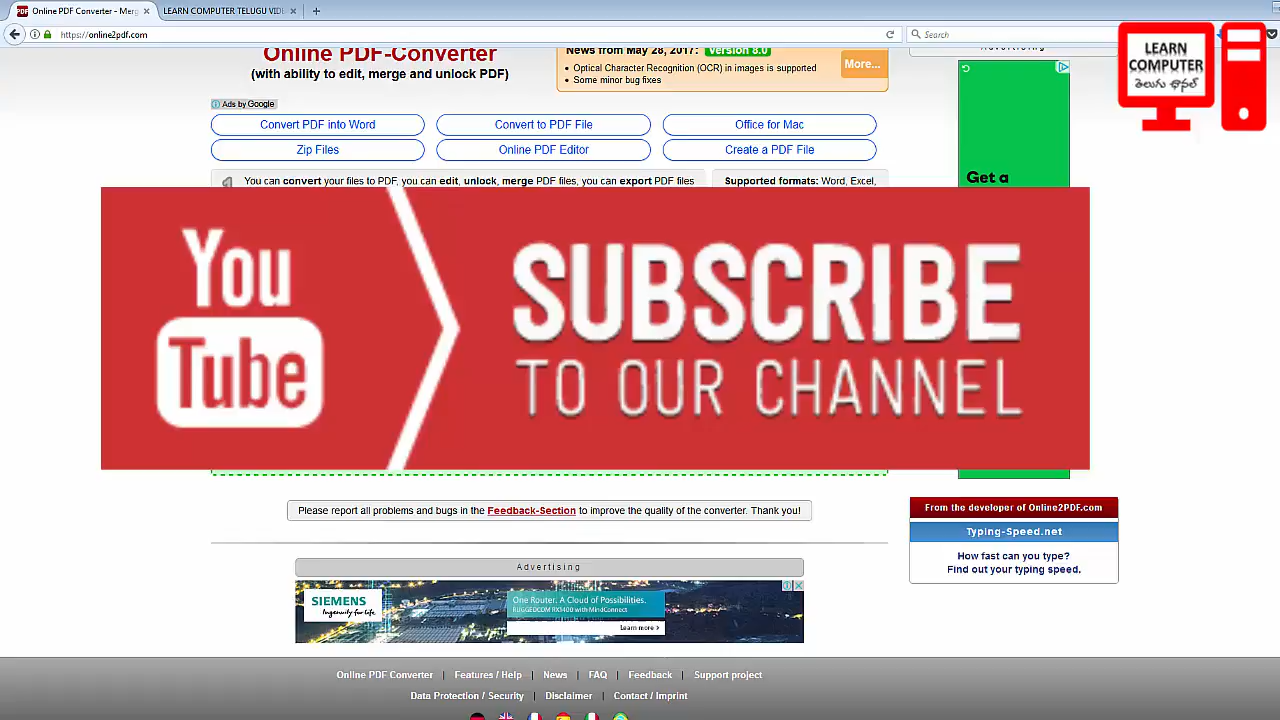 Online PDF Converter - Merg
LEARN COMPUTER TELUGU VID
https://online2pdf.com
Search
Online PDF-Converter
(with ability to edit, merge and unlock PDF)
News from May 28, 2017: Version 8.0
Optical Character Recognition (OCR) in images is supported
Some minor bug fixes
More...
Advertising
LEARN
COMPUTER
తెలుగు ఛానల్
Ads by Google
Convert PDF into Word
Convert to PDF File
Office for Mac
Zip Files
Online PDF Editor
Create a PDF File
Get a
1 You can convert your files to PDF, you can edit, unlock, merge PDF files, you can export PDF files
Supported formats: Word, Excel,
You
Tube
SUBSCRIBE
TO OUR CHANNEL
Please report all problems and bugs in the Feedback-Section to improve the quality of the converter. Thank you!
From the developer of Online2PDF.com
Typing-Speed.net
How fast can you type?
Find out your typing speed.
Advertising
SIEMENS
Ingenuity for life
One Router. A Cloud of Possibilities.
RUGGEDCOM RX1400 with MindConnect
Learn more >
Online PDF Converter | Features / Help | News | FAQ | Feedback | Support project
Data Protection / Security | Disclaimer | Contact / Imprint